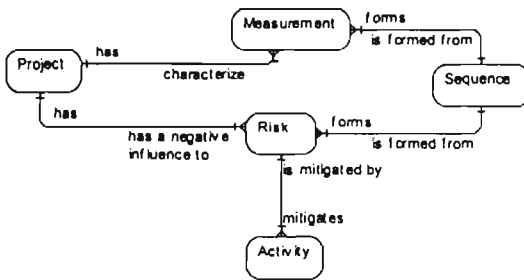 Measurement
forms
is formed from
has
characterize
Project
Sequence
has
has a negative
influence to
Risk
forms
is formed from
is mitigated by
mitigates
Activity